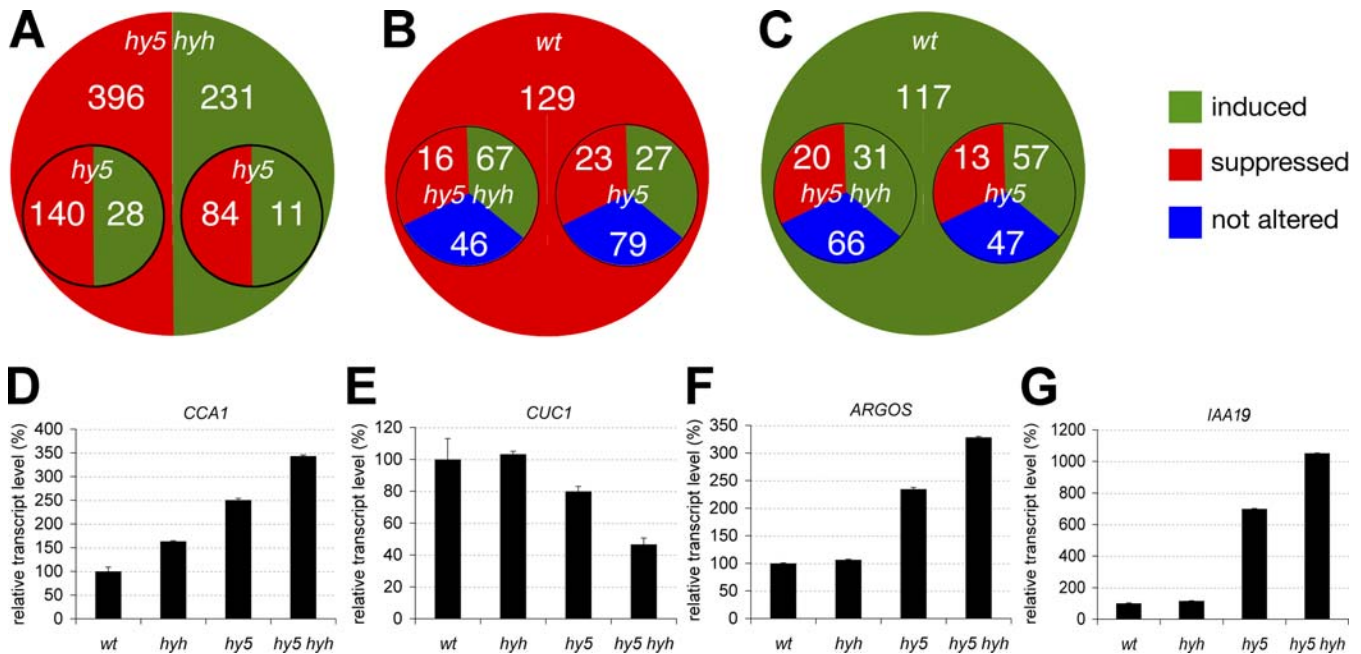 A
hy5 hyh
396 231
hy5
140 28
hy5
84 11
B
wt
129
16 67
hy5 hyh
46
23 27
hy5
79
C
wt
117
20 31
hy5 hyh
66
13 57
hy5
47
induced
suppressed
not altered
D
CCA1
relative transcript level (%)
400
350
300
250
200
150
100
50
0
wt hyh hy5 hy5 hyh
E
CUC1
relative transcript level (%)
120
100
80
60
40
20
0
wt hyh hy5 hy5 hyh
F
ARGOS
relative transcript level (%)
350
300
250
200
150
100
50
0
wt hyh hy5 hy5 hyh
G
IAA19
relative transcript level (%)
1200
1000
800
600
400
200
0
wt hyh hy5 hy5 hyh